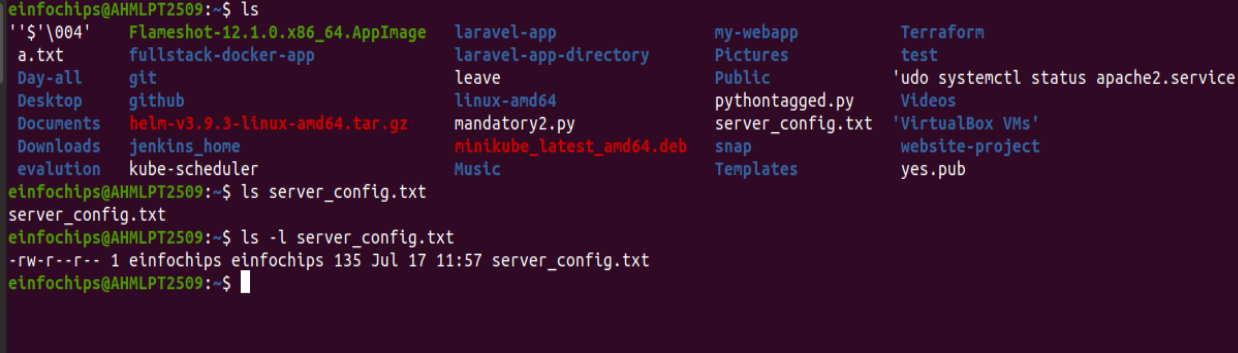 einfochips@AHMLPT2509:~$ ls
''$'\004' Flameshot-12.1.0.x86_64.AppImage laravel-app my-webapp Terraform
a.txt fullstack-docker-app laravel-app-directory Pictures test
Day-all git leave Public 'udo systemctl status apache2.service
Desktop github linux-amd64 pythontagged.py Videos
Documents helm-v3.9.3-linux-amd64.tar.gz mandatory2.py server_config.txt 'VirtualBox VMs'
Downloads jenkins_home minikube_latest_amd64.deb snap website-project
evalution kube-scheduler Music Templates yes.pub
einfochips@AHMLPT2509:~$ ls server_config.txt
server_config.txt
einfochips@AHMLPT2509:~$ ls -l server_config.txt
-rw-r--r-- 1 einfochips einfochips 135 Jul 17 11:57 server_config.txt
einfochips@AHMLPT2509:~$